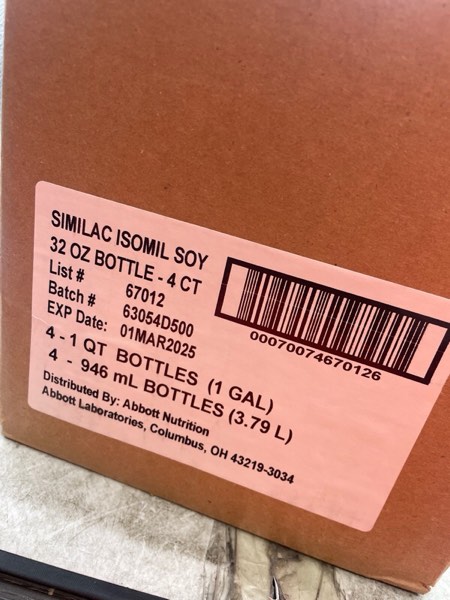 SIMILAC ISOMIL SOY
32 OZ BOTTLE - 4 CT
List # 67012
Batch # 63054D500
EXP Date: 01MAR2025
00070074670126
4 - 1 QT BOTTLES (1 GAL)
4 - 946 mL BOTTLES (3.79 L)
Distributed By: Abbott Nutrition
Abbott Laboratories, Columbus, OH 43219-3034